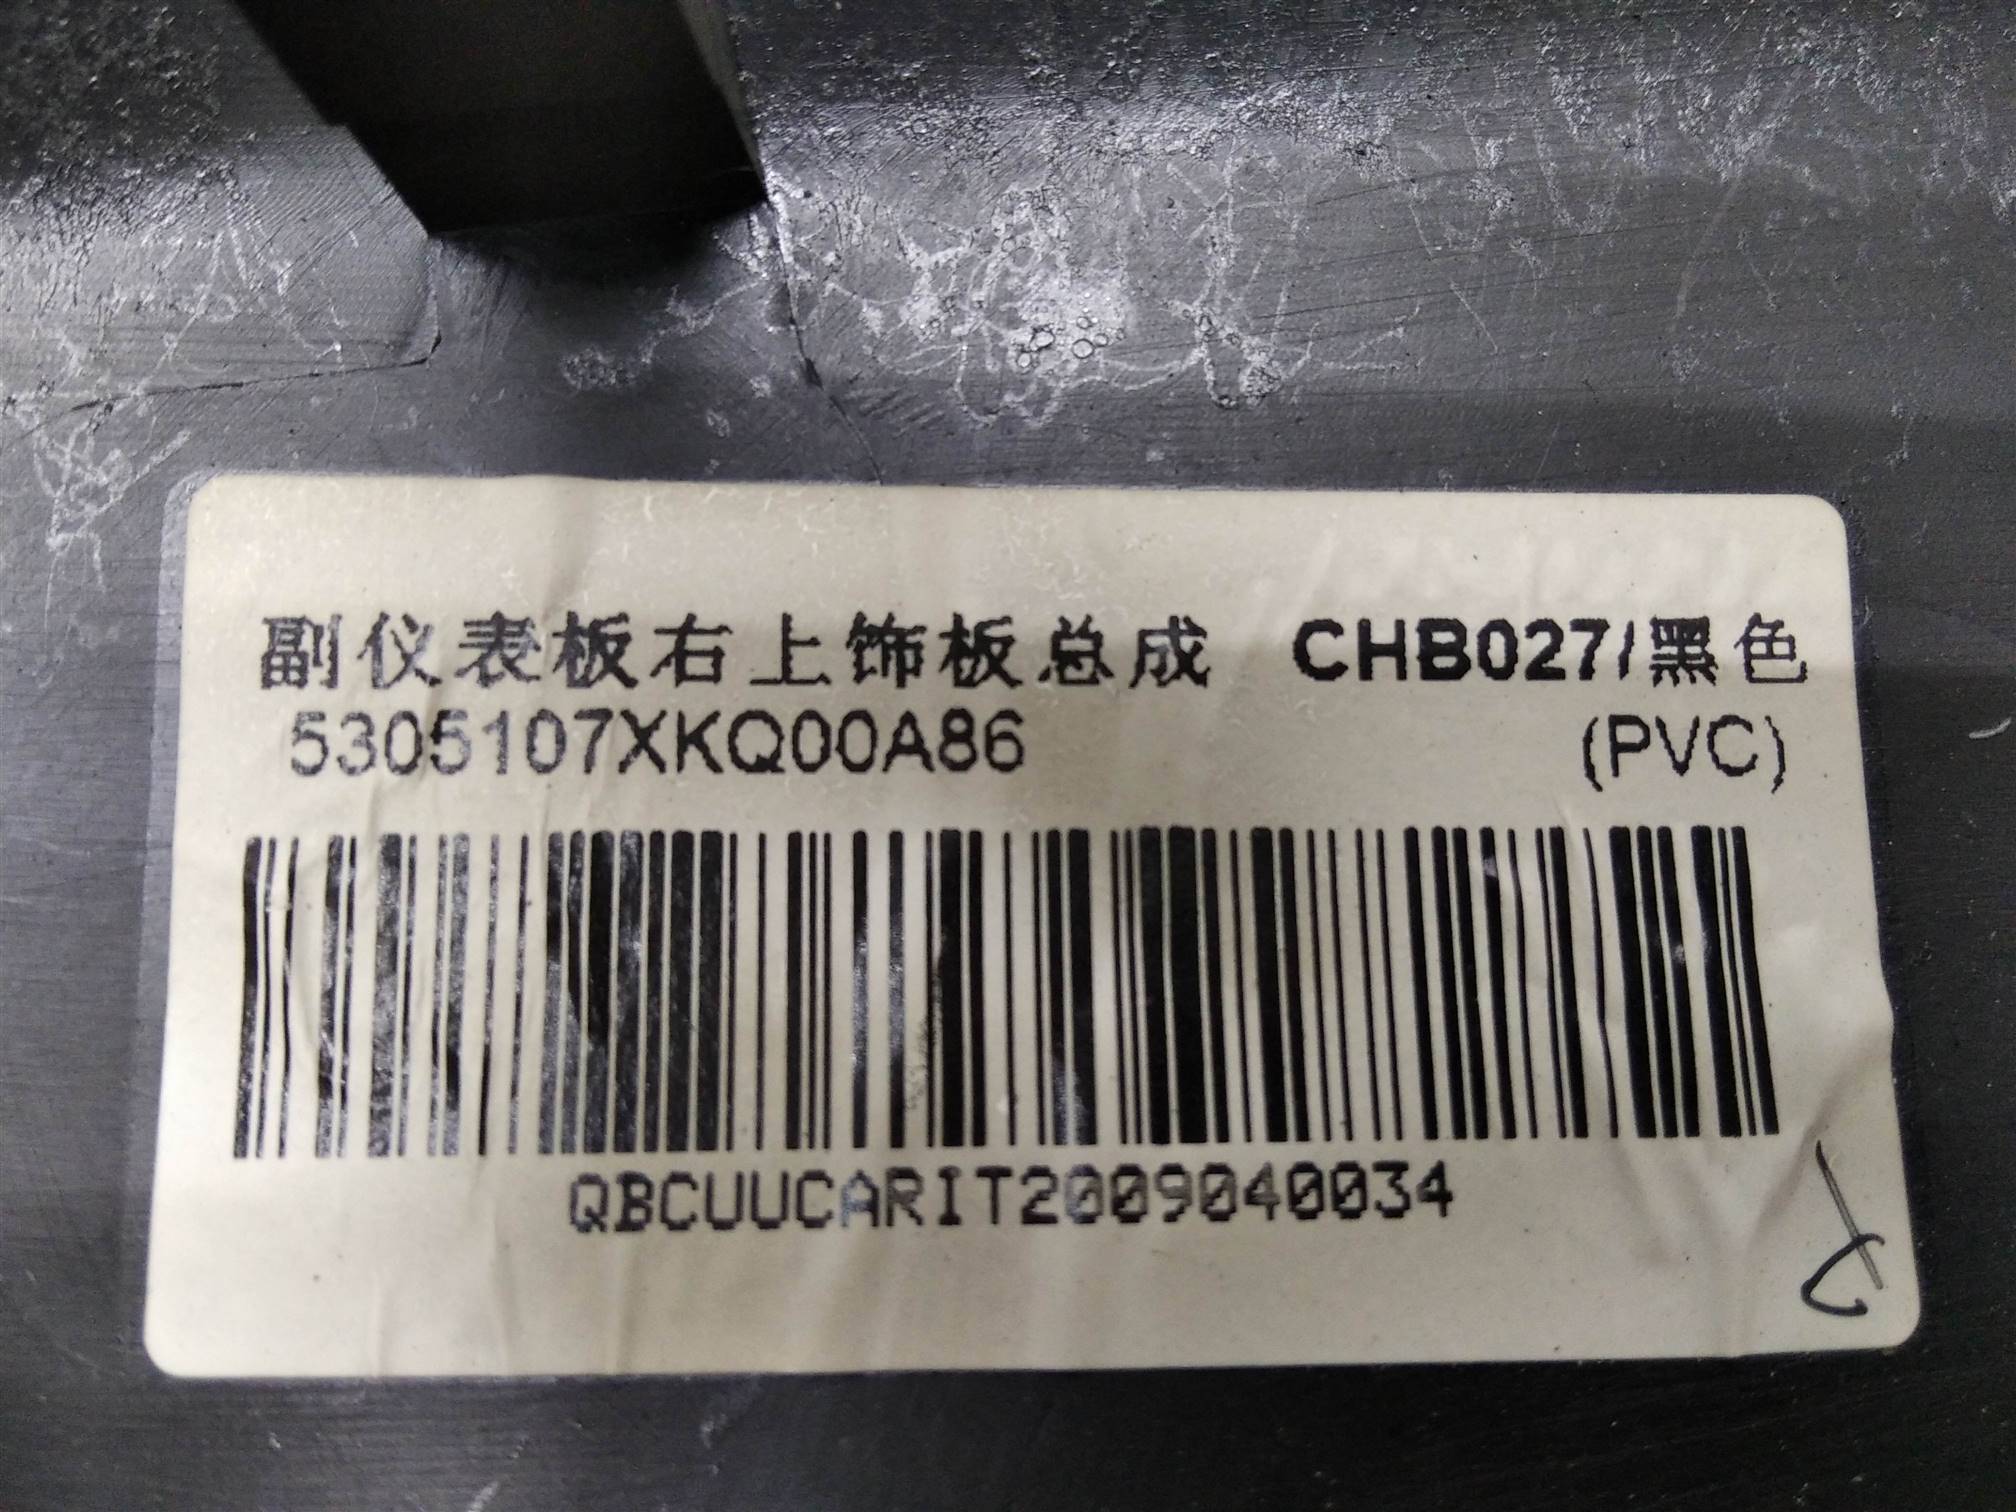 副仪表板右上饰板总成 CHB027/黑色
5305107XKQ00A86 (PVC)
QBCUUCARIT2009040034